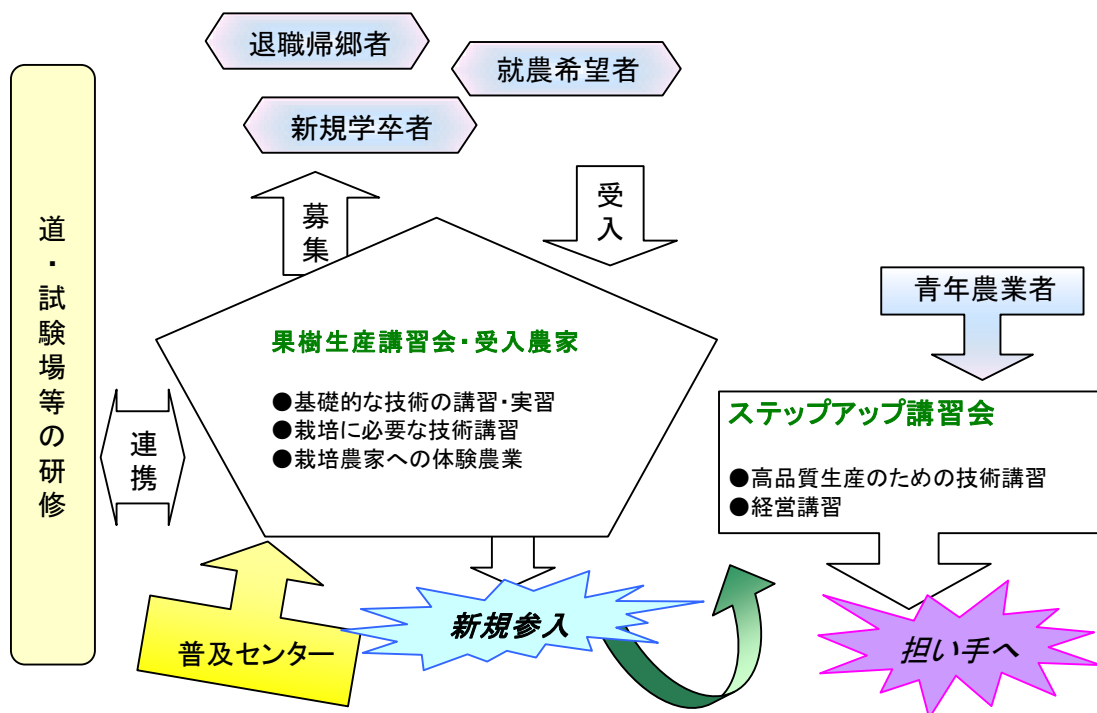 退職帰郷者
就農希望者
新規学卒者
募集
受入
道・試験場等の研修
青年農業者
果樹生産講習会・受入農家
●基礎的な技術の講習・実習
●栽培に必要な技術講習
●栽培農家への体験農業
連携
ステップアップ講習会
●高品質生産のための技術講習
●経営講習
普及センター
新規参入
担い手へ